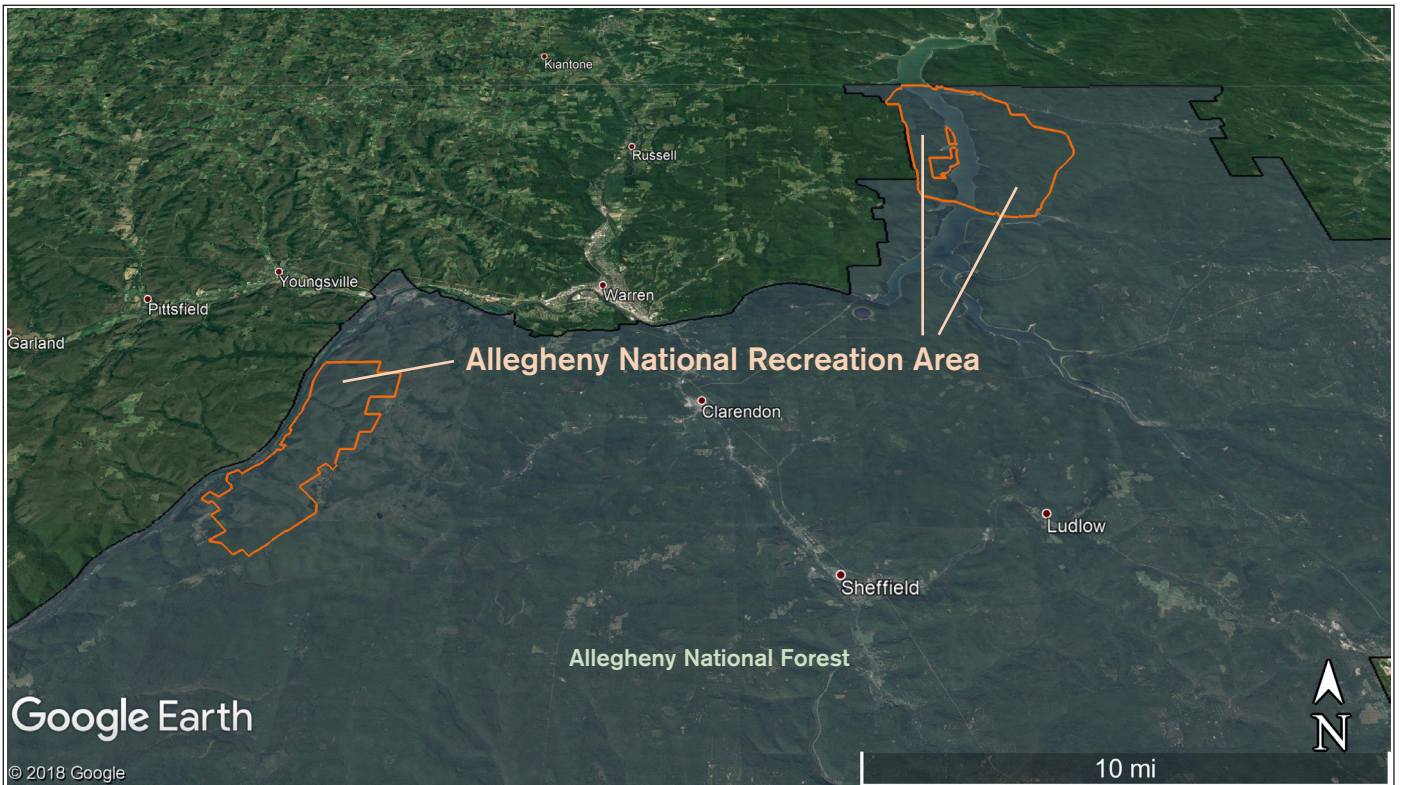 Kiantone
Russell
Youngsville
Pittsfield
Warren
Garland
Allegheny National Recreation Area
Clarendon
Ludlow
Sheffield
Allegheny National Forest
Google Earth
N
© 2018 Google
10 mi